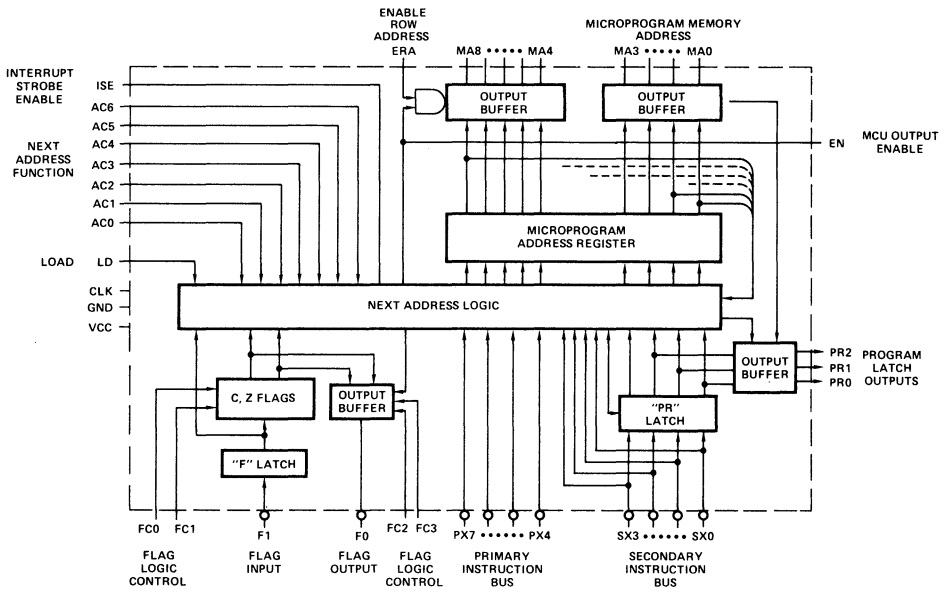 ENABLE
ROW
ADDRESS
ERA
MICROPROGRAM MEMORY
ADDRESS
MA8 ••••• MA4
MA3 ••••• MA0
INTERRUPT
STROBE
ENABLE
ISE
AC6
AC5
NEXT
ADDRESS
FUNCTION
AC4
AC3
AC2
AC1
AC0
LOAD
LD
CLK
GND
VCC
OUTPUT
BUFFER
OUTPUT
BUFFER
EN
MCU OUTPUT
ENABLE
MICROPROGRAM
ADDRESS REGISTER
NEXT ADDRESS LOGIC
C, Z FLAGS
OUTPUT
BUFFER
"F" LATCH
"PR"
LATCH
OUTPUT
BUFFER
PR2
PR1
PR0
PROGRAM
LATCH
OUTPUTS
FC0
FC1
FLAG
LOGIC
CONTROL
F1
FLAG
INPUT
F0
FLAG
OUTPUT
FC2
FC3
FLAG
LOGIC
CONTROL
PX7 ••••••• PX4
PRIMARY
INSTRUCTION
BUS
SX3 ••••••• SX0
SECONDARY
INSTRUCTION
BUS